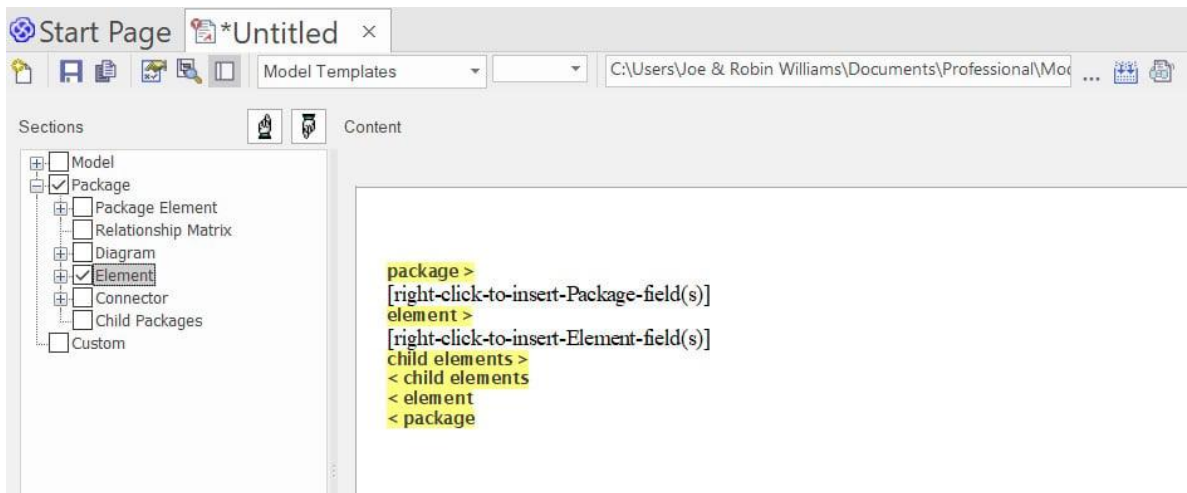 Start Page *Untitled ×
Model Templates C:\Users\Joe & Robin Williams\Documents\Professional\Mod ...
Sections Content
Model
Package
Package Element
Relationship Matrix
Diagram
Element
Connector
Child Packages
Custom
package >
[right-click-to-insert-Package-field(s)]
element >
[right-click-to-insert-Element-field(s)]
child elements >
< child elements
< element
< package